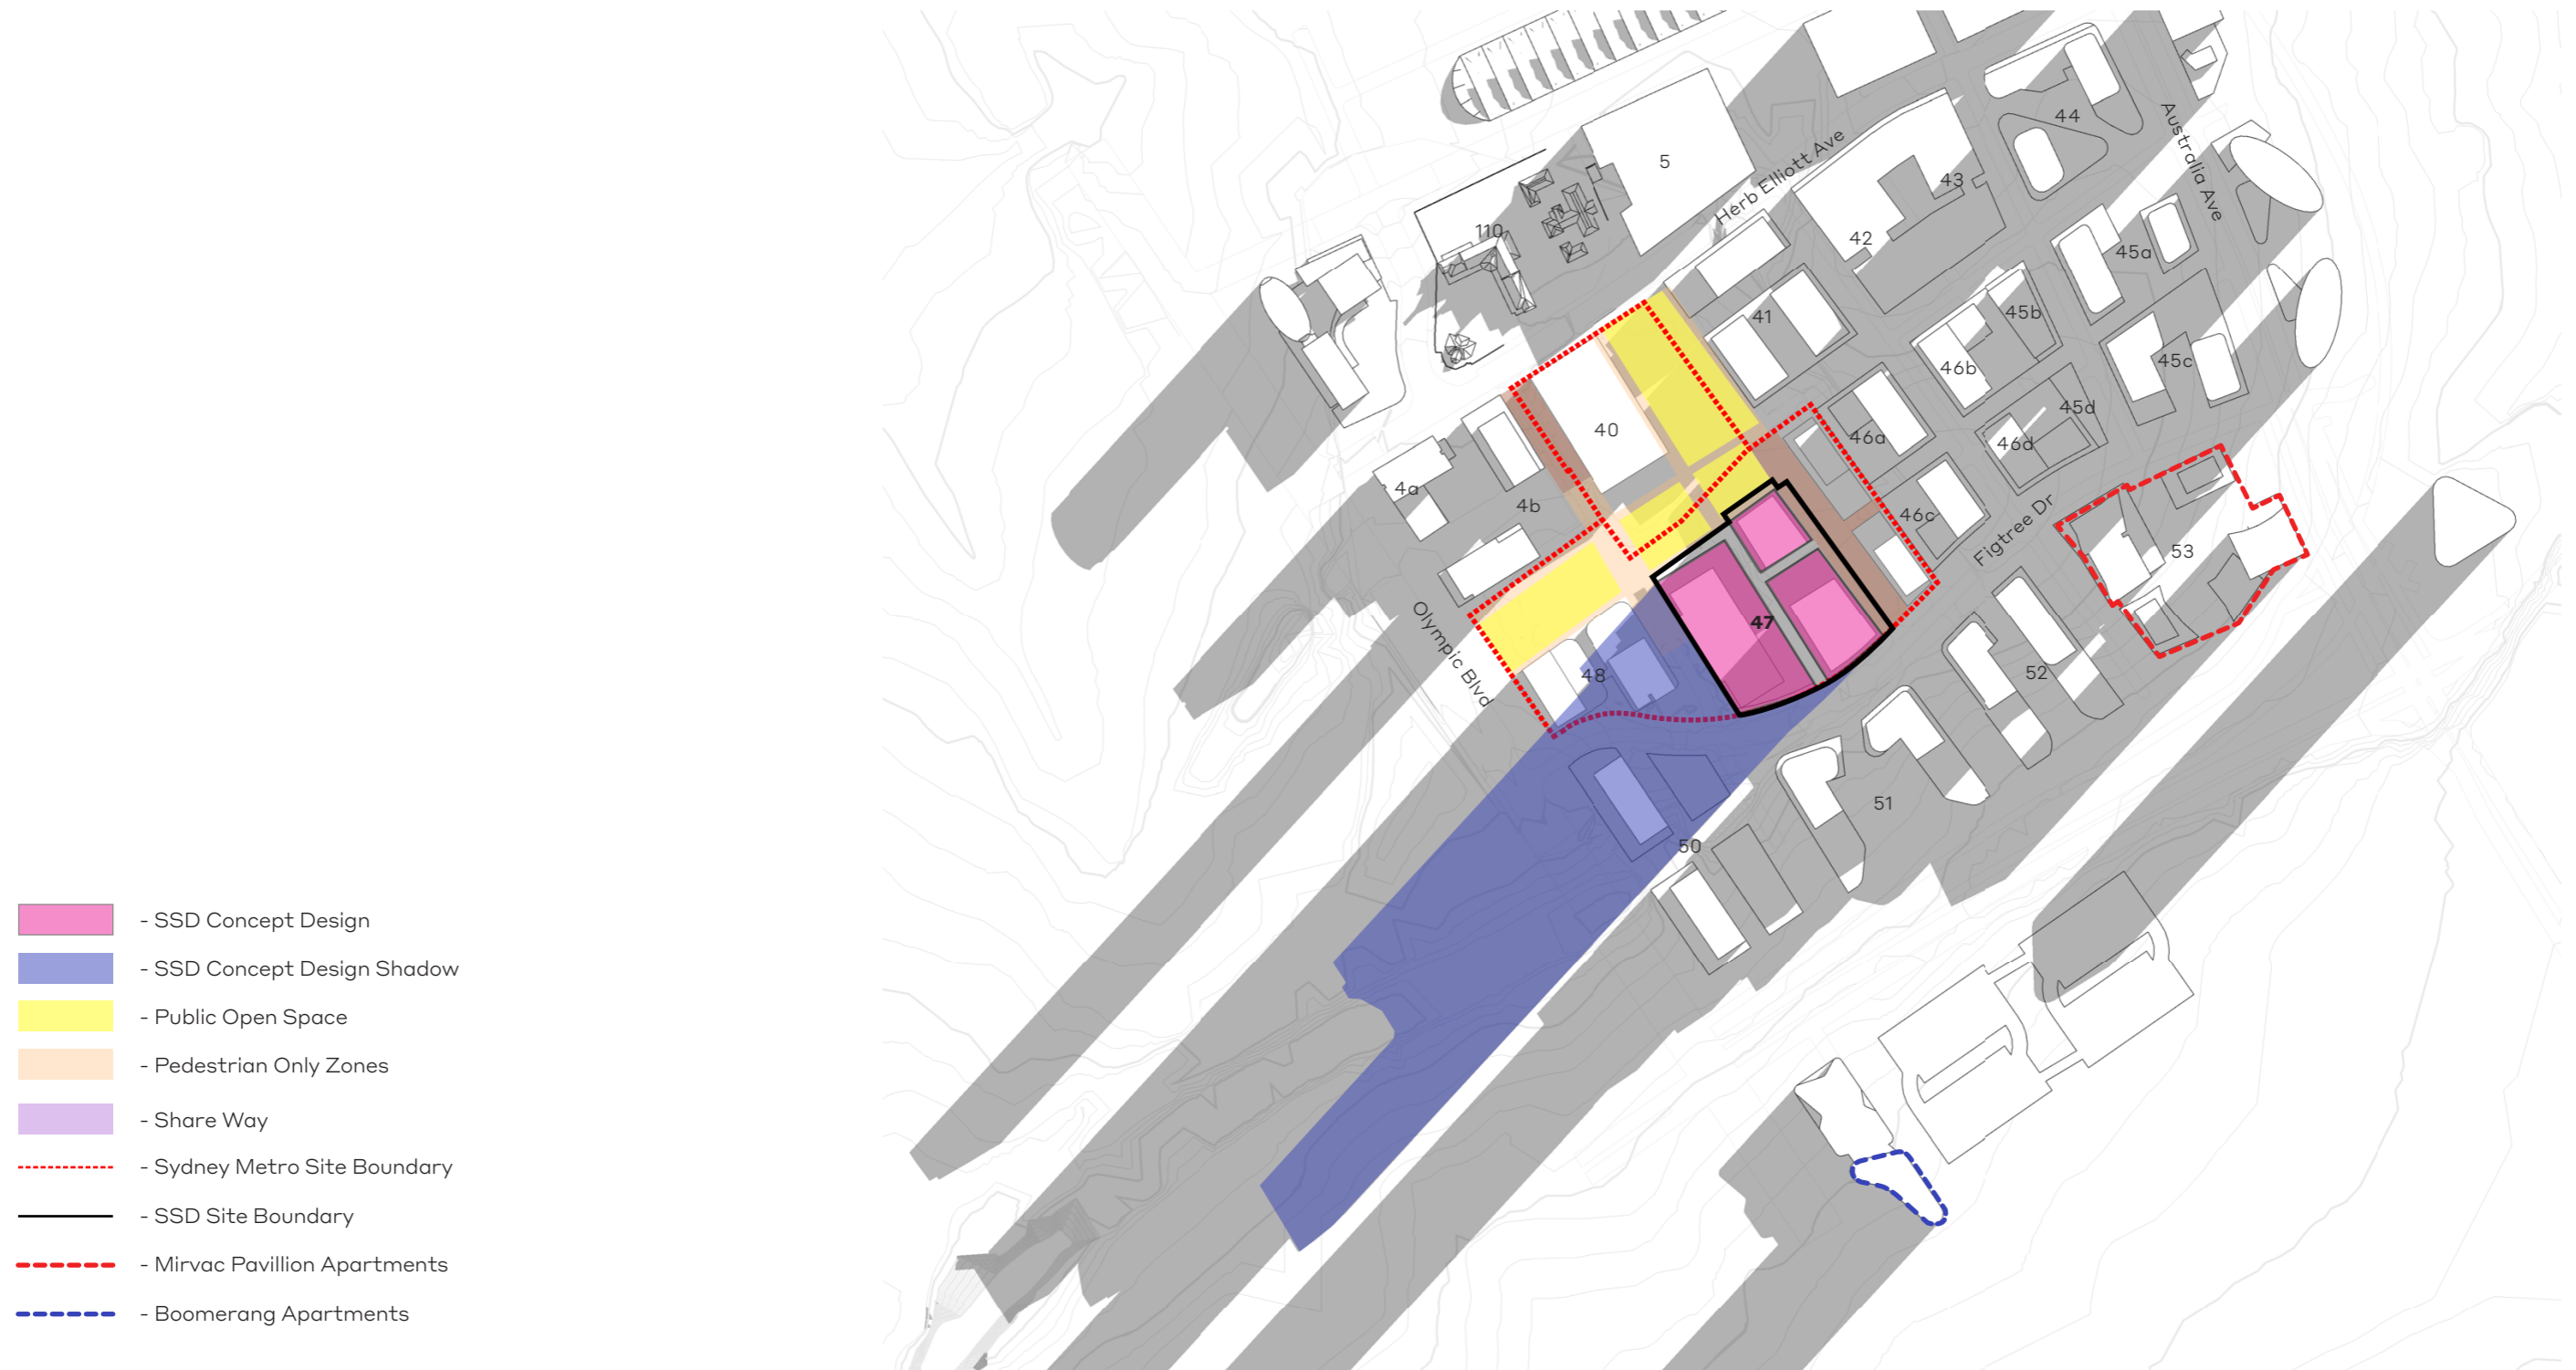 5
Herb Elliott Ave
44
Australia Ave
43
110
42
45a
41
45b
46b
45c
40
45d
46a
46d
4a
4b
46c
Figtree Dr
53
Olympic Blvd
47
48
52
51
50
- SSD Concept Design
- SSD Concept Design Shadow
- Public Open Space
- Pedestrian Only Zones
- Share Way
- Sydney Metro Site Boundary
- SSD Site Boundary
- Mirvac Pavillion Apartments
- Boomerang Apartments